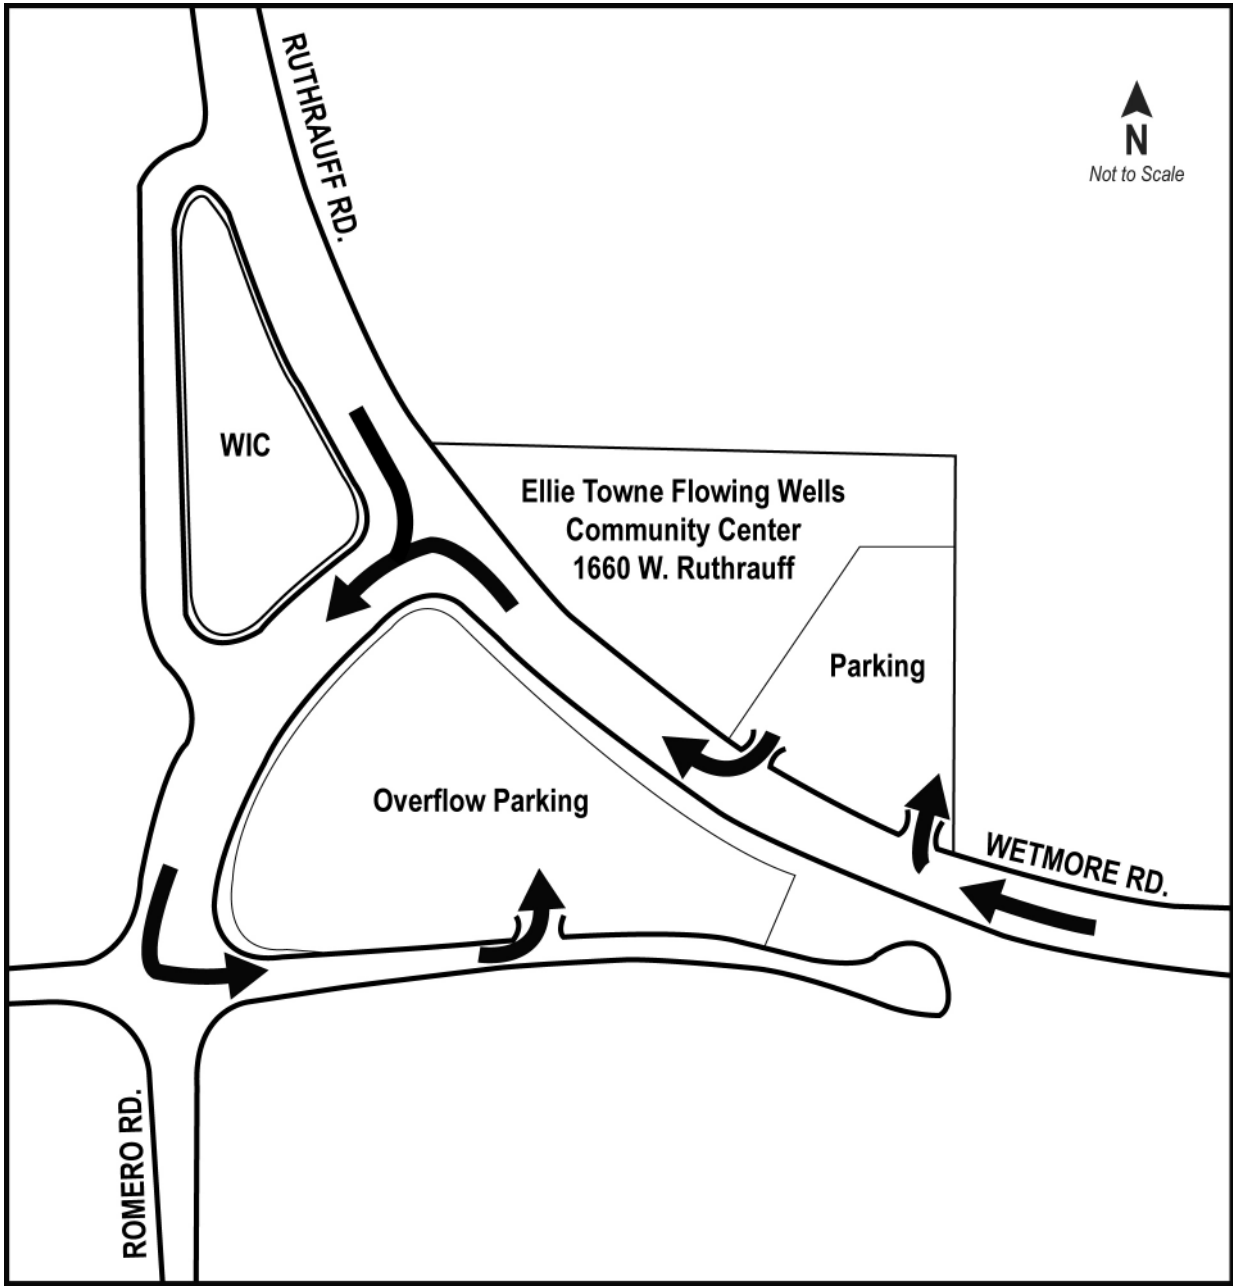 RUTHRAUFF RD.
N
Not to Scale
WIC
Ellie Towne Flowing Wells
Community Center
1660 W. Ruthrauff
Parking
Overflow Parking
WETMORE RD.
ROMERO RD.